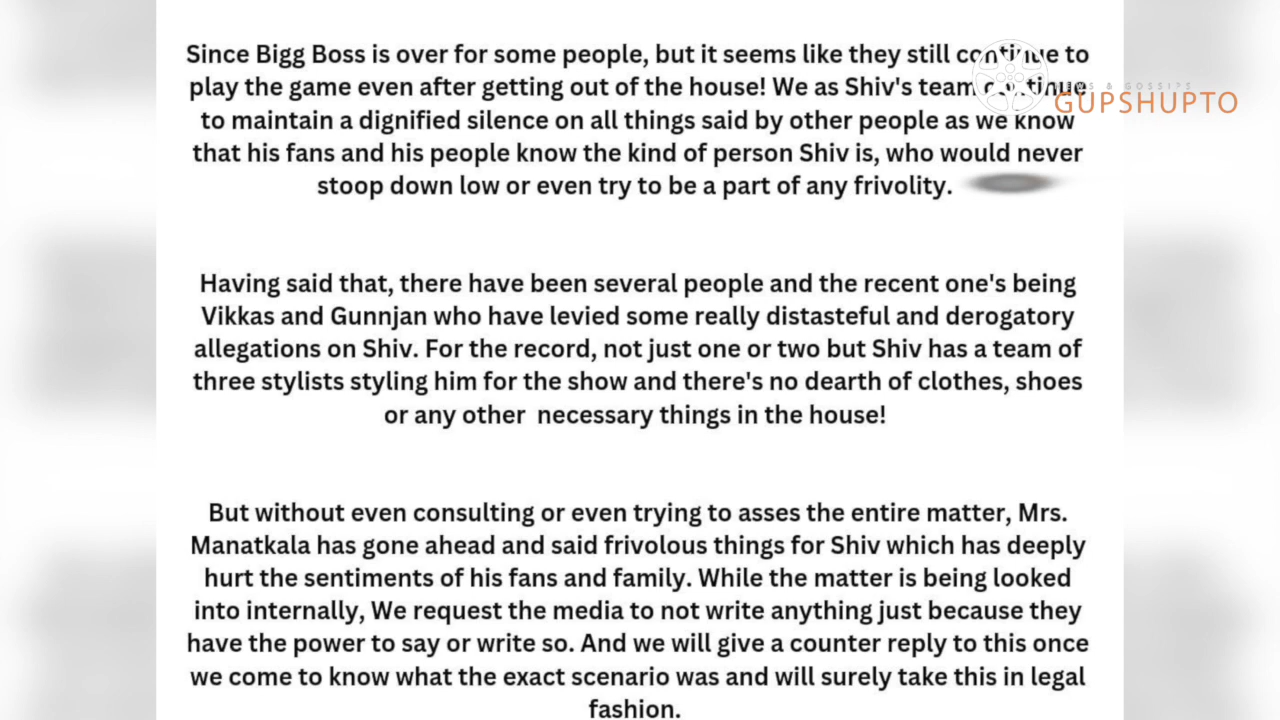 Since Bigg Boss is over for some people, but it seems like they still continue to
play the game even after getting out of the house! We as Shiv's team continue
to maintain a dignified silence on all things said by other people as we know
that his fans and his people know the kind of person Shiv is, who would never
stoop down low or even try to be a part of any frivolity.
NEWS & GOSSIPS
GUPSHUPTO
Having said that, there have been several people and the recent one's being
Vikkas and Gunnjan who have levied some really distasteful and derogatory
allegations on Shiv. For the record, not just one or two but Shiv has a team of
three stylists styling him for the show and there's no dearth of clothes, shoes
or any other  necessary things in the house!
But without even consulting or even trying to asses the entire matter, Mrs.
Manatkala has gone ahead and said frivolous things for Shiv which has deeply
hurt the sentiments of his fans and family. While the matter is being looked
into internally, We request the media to not write anything just because they
have the power to say or write so. And we will give a counter reply to this once
we come to know what the exact scenario was and will surely take this in legal
fashion.